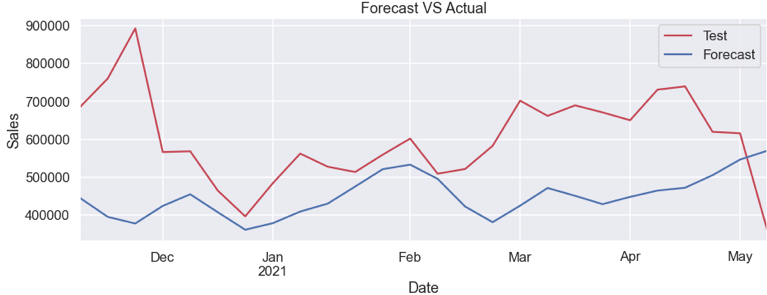 Forecast VS Actual
900000
800000
700000
600000
500000
400000
Sales
Test
Forecast
Dec Jan Feb Mar Apr May
2021
Date